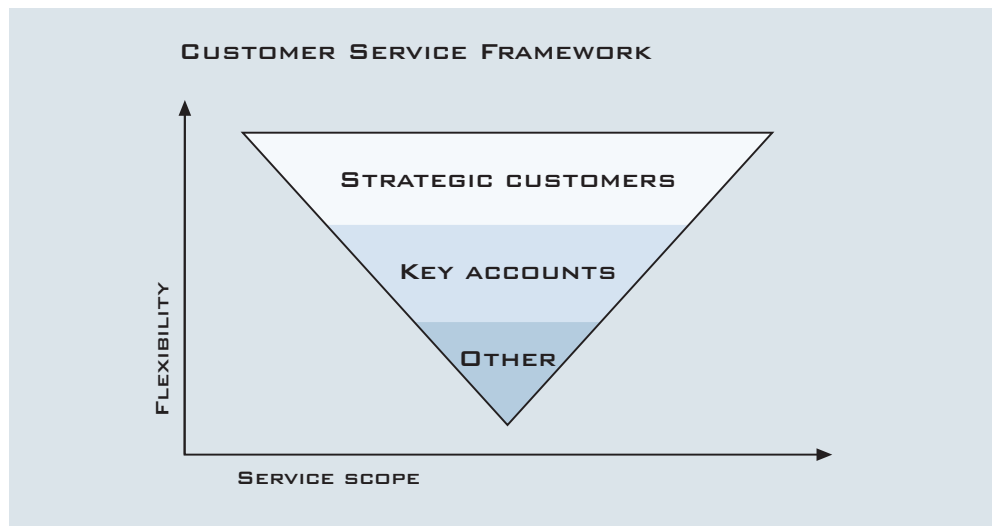 Customer Service Framework
Strategic customers
Key accounts
Other
Flexibility
Service scope